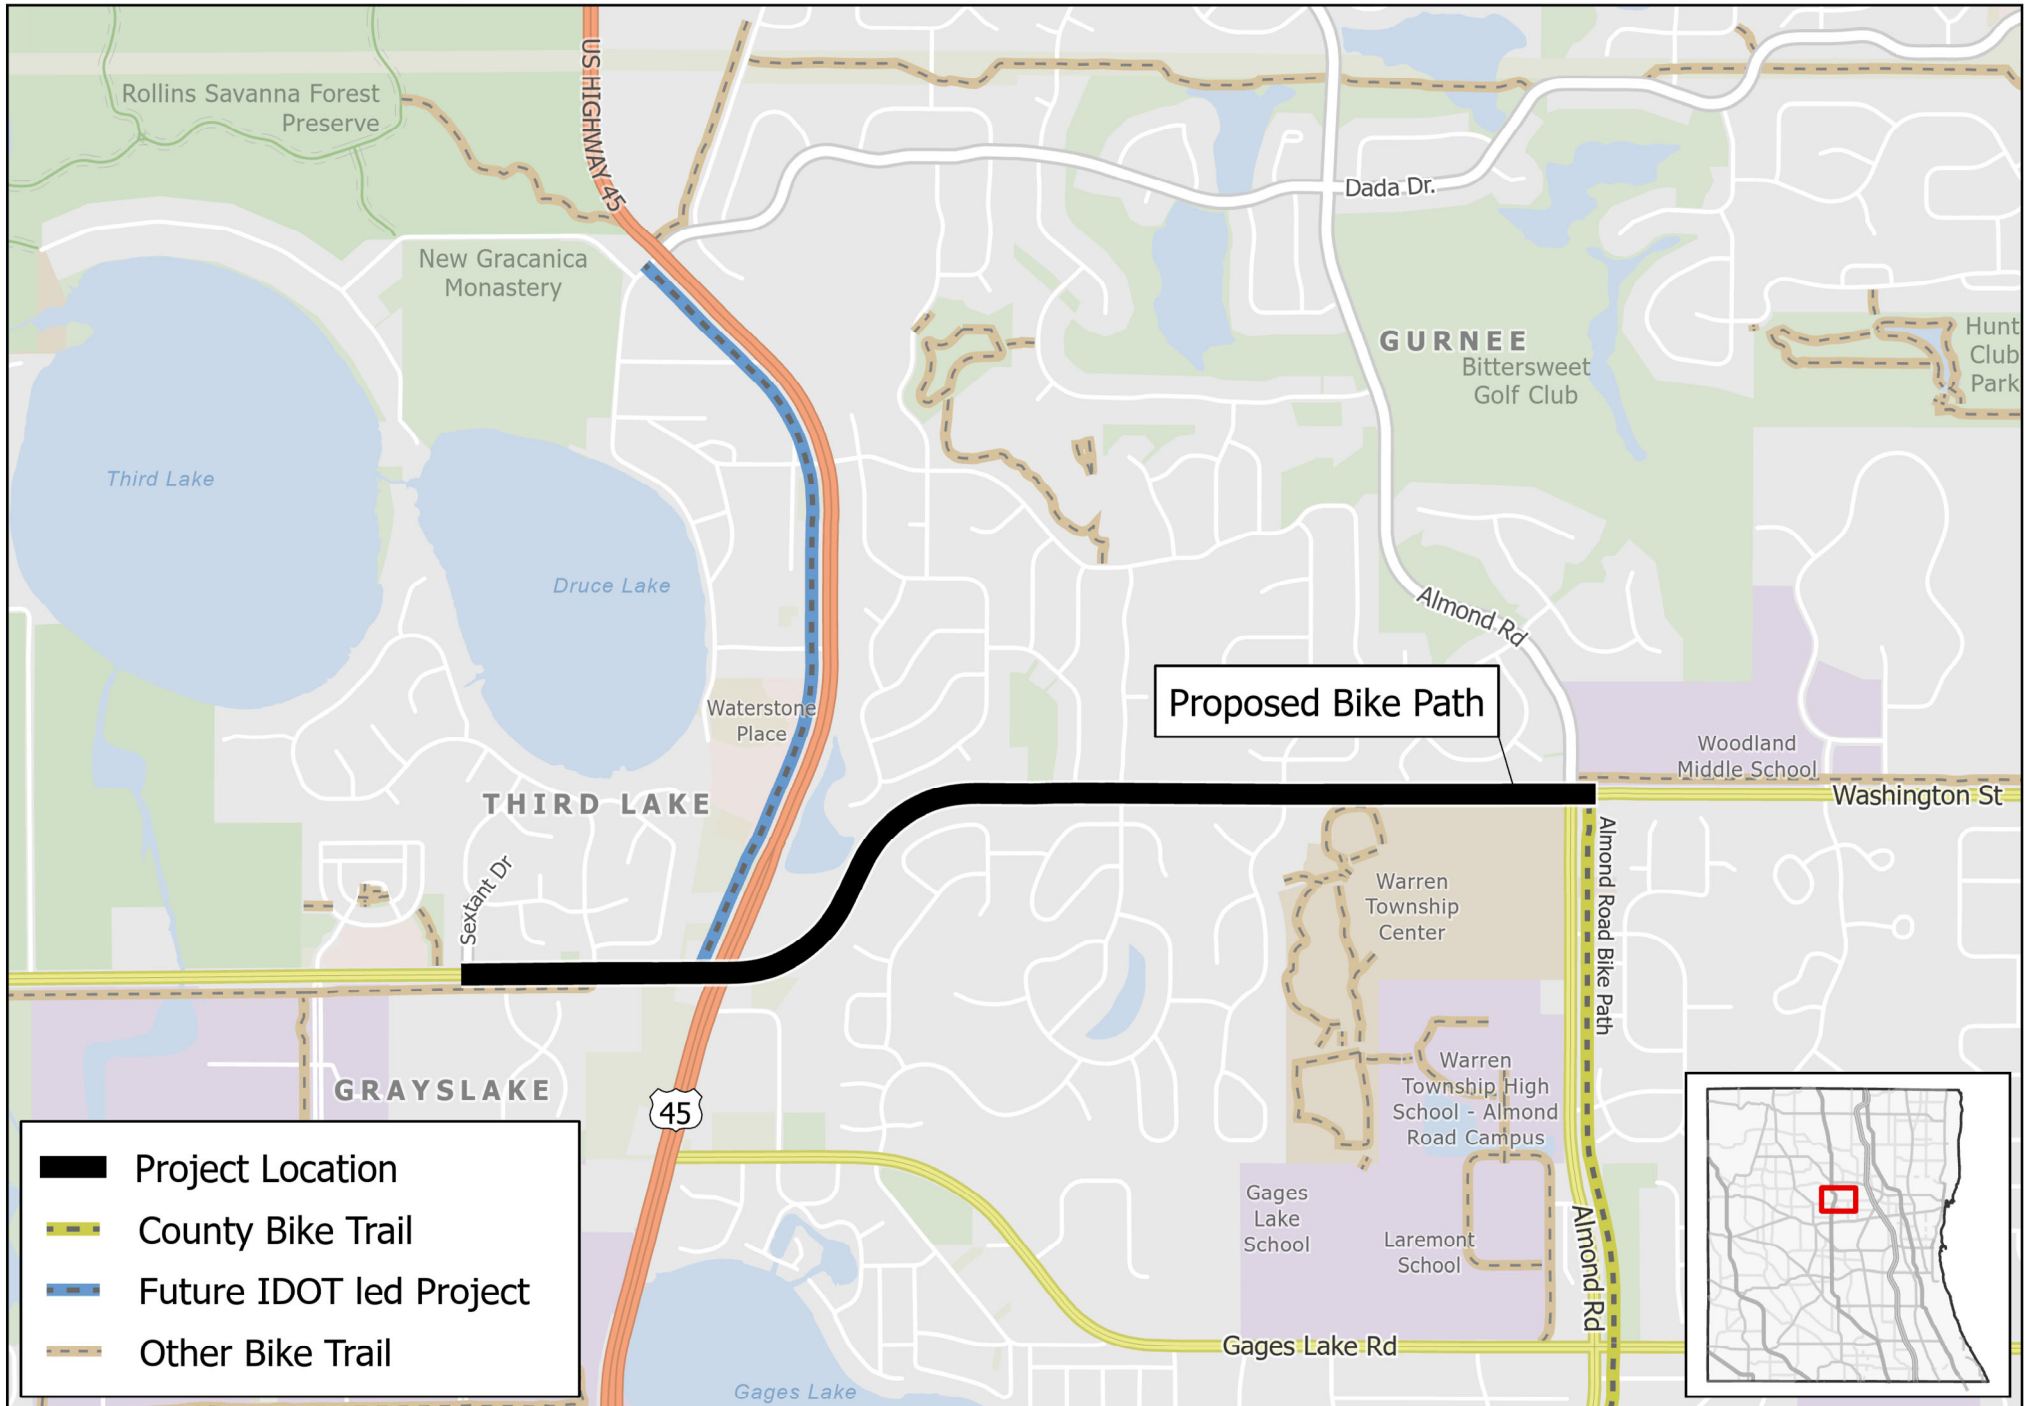 US HIGHWAY 45
Rollins Savanna Forest
Preserve
Dada Dr.
New Gracanica
Monastery
GURNEE
Bittersweet
Golf Club
Hunt
Club
Park
Third Lake
Druce Lake
Almond Rd
Proposed Bike Path
Waterstone
Place
Woodland
Middle School
Washington St
THIRD LAKE
Sextant Dr
Almond Road Bike Path
Warren
Township
Center
Warren
Township High
School - Almond
Road Campus
GRAYSLAKE
45
Gages
Lake
School
Laremont
School
Almond Rd
Gages Lake Rd
Gages Lake
Project Location
County Bike Trail
Future IDOT led Project
Other Bike Trail